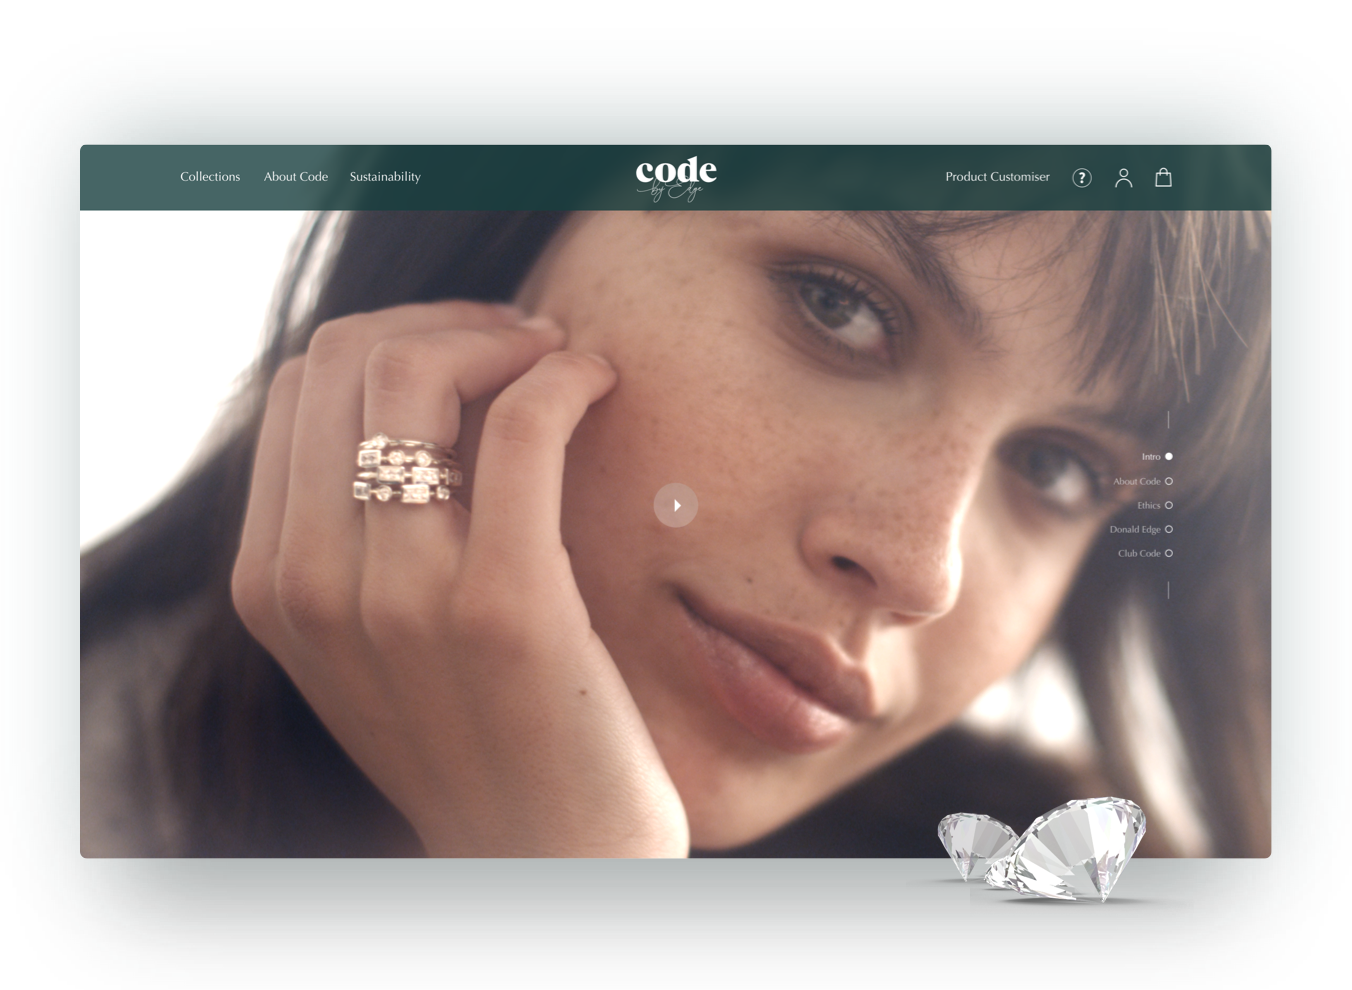 Collections
About Code
Sustainability
code
by Edge
Product Customiser
?
Intro
About Code
Ethics
Donald Edge
Club Code